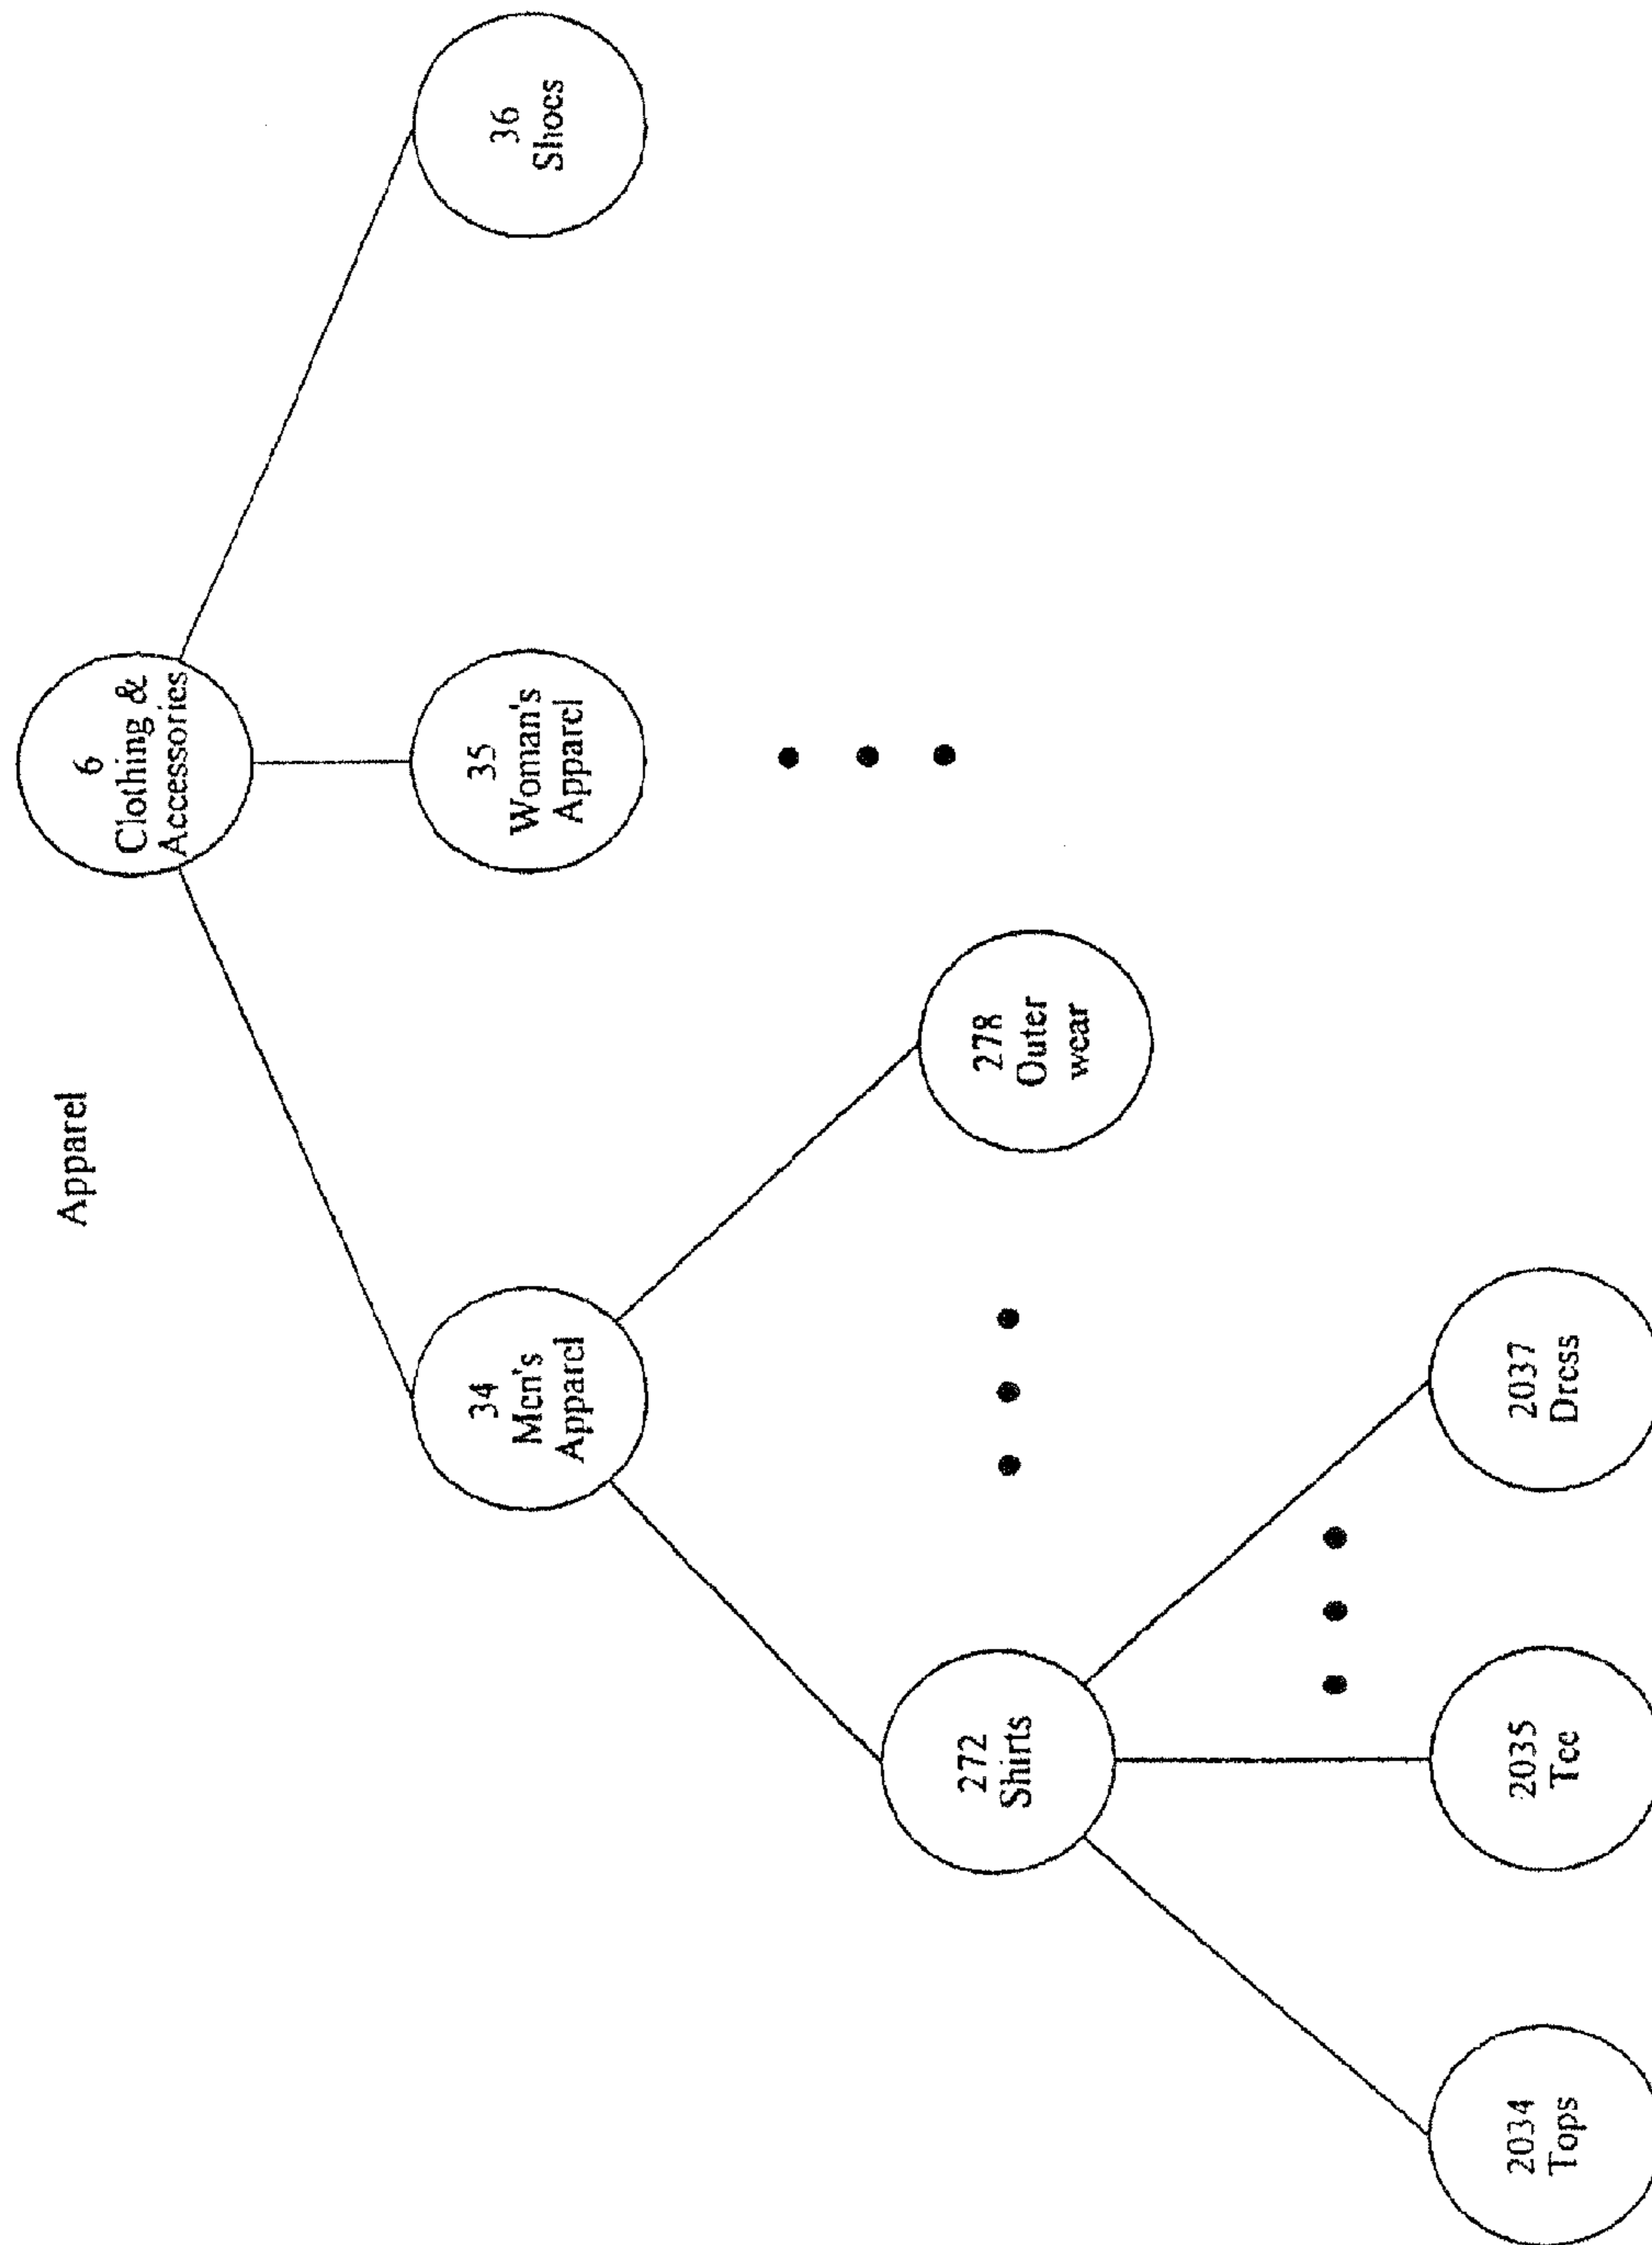 Apparel
6
Clothing &
Accessories
34
Men's
Apparel
35
Woman's
Apparel
36
Shoes
272
Shirts
278
Outer
wear
2034
Tops
2035
Tee
2037
Dress